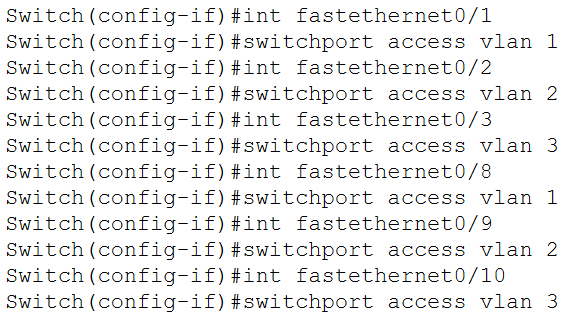 Switch(config-if)#int fastethernet0/1
Switch(config-if)#switchport access vlan 1
Switch(config-if)#int fastethernet0/2
Switch(config-if)#switchport access vlan 2
Switch(config-if)#int fastethernet0/3
Switch(config-if)#switchport access vlan 3
Switch(config-if)#int fastethernet0/8
Switch(config-if)#switchport access vlan 1
Switch(config-if)#int fastethernet0/9
Switch(config-if)#switchport access vlan 2
Switch(config-if)#int fastethernet0/10
Switch(config-if)#switchport access vlan 3